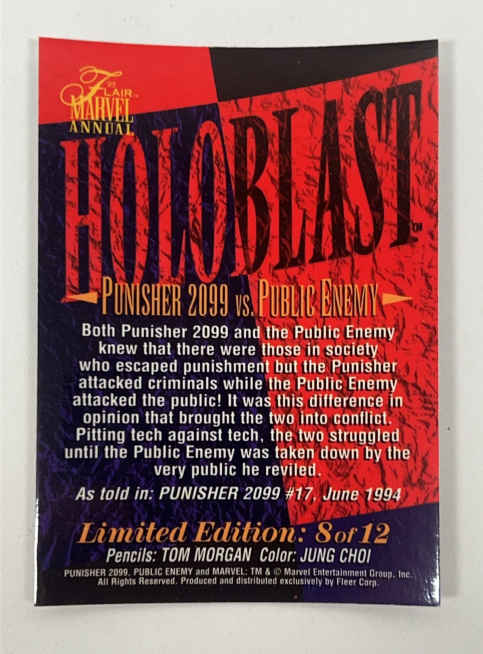 Flair
MARVEL
ANNUAL
HOLOBLAST™
PUNISHER 2099 VS. PUBLIC ENEMY
Both Punisher 2099 and the Public Enemy
knew that there were those in society
who escaped punishment but the Punisher
attacked criminals while the Public Enemy
attacked the public! It was this difference in
opinion that brought the two into conflict.
Pitting tech against tech, the two struggled
until the Public Enemy was taken down by the
very public he reviled.
As told in: PUNISHER 2099 #17, June 1994
Limited Edition: 8 of 12
Pencils: TOM MORGAN Color: JUNG CHOI
PUNISHER 2099, PUBLIC ENEMY and MARVEL: TM & © Marvel Entertainment Group, Inc.
All Rights Reserved. Produced and distributed exclusively by Fleer Corp.